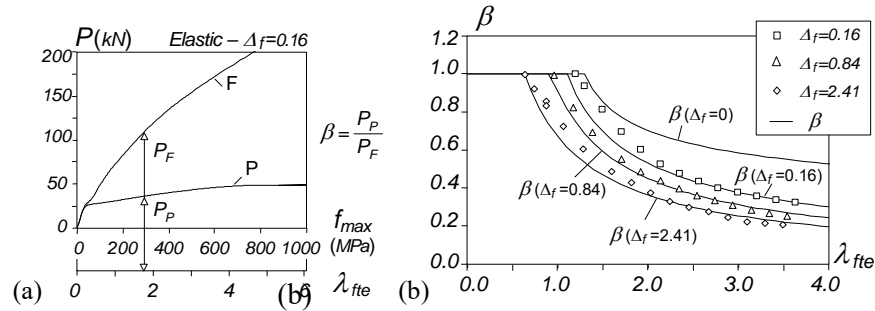 P(kN)
Elastic – Δf=0.16
200
150
100
50
0
F
P
PF
PP
0 200 400 600 800 1000
fmax
(MPa)
0 2 4 6
λfte
β = PP / PF
(a)
(b)
β
1.2
1.0
0.8
0.6
0.4
0.2
0.0
β(Δf=0)
β(Δf=0.16)
β(Δf=0.84)
β(Δf=2.41)
Δf=0.16
Δf=0.84
Δf=2.41
β
0.0 1.0 2.0 3.0 4.0
λfte
(b)